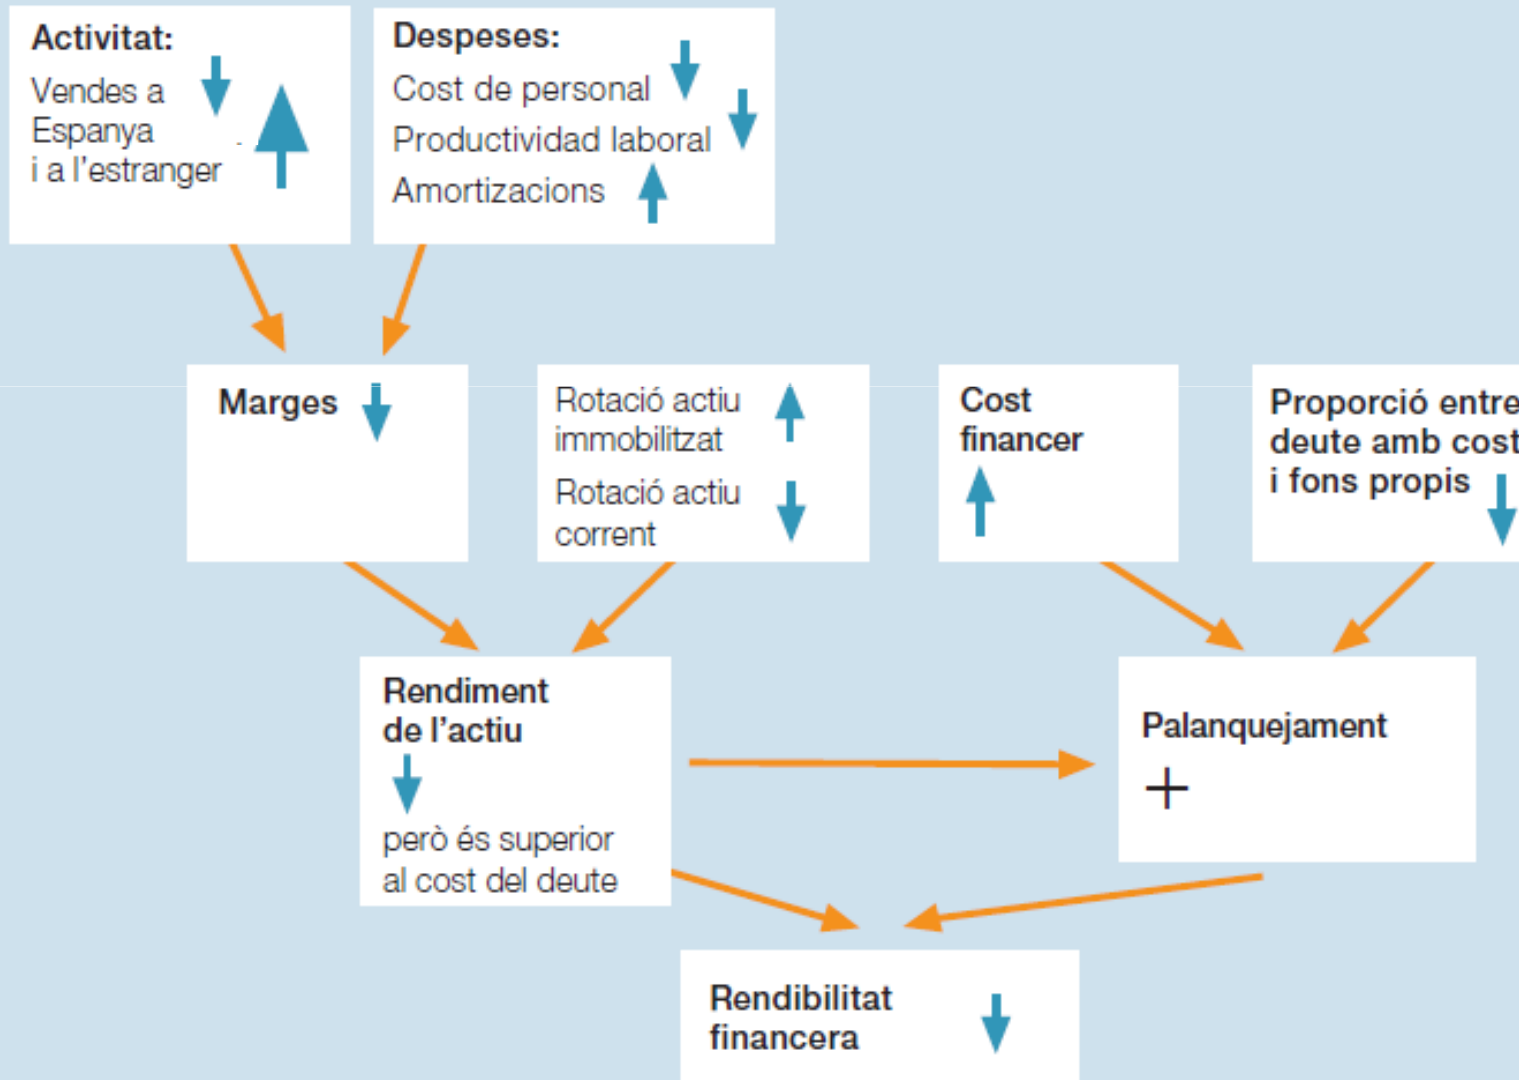 Activitat:
Vendes a
Espanya
i a l'estranger
Despeses:
Cost de personal
Productividad laboral
Amortizacions
Marges
Rotació actiu
immobilitzat
Rotació actiu
corrent
Cost
financer
Proporció entre
deute amb cost
i fons propis
Rendiment
de l'actiu
però és superior
al cost del deute
Palanquejament
+
Rendibilitat
financera